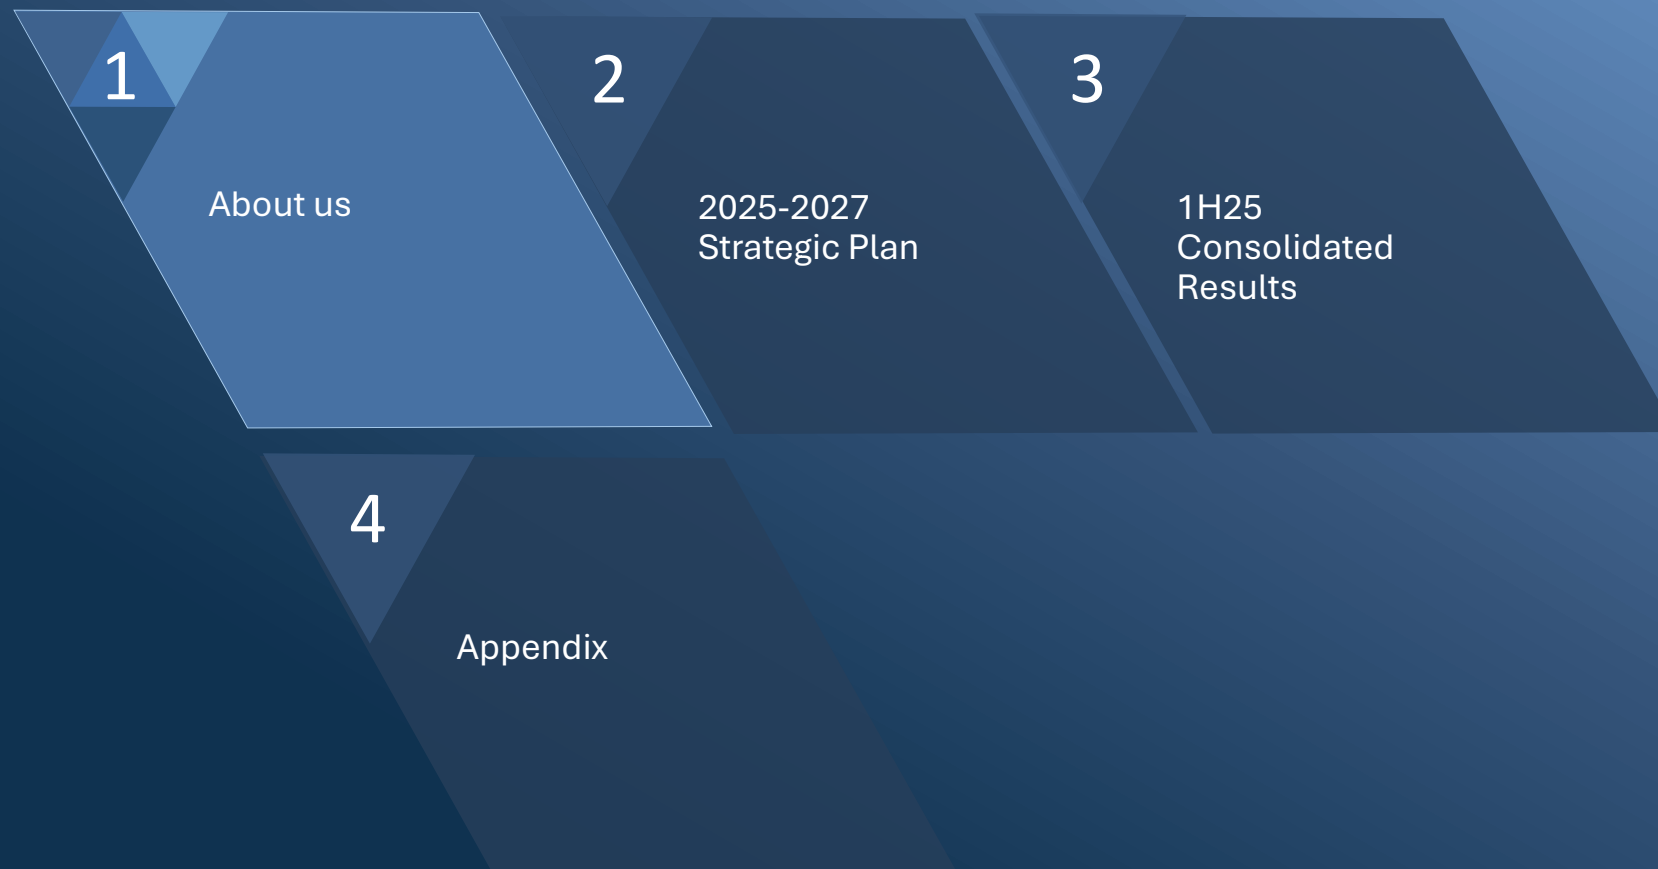 1
About us
2
2025-2027
Strategic Plan
3
1H25
Consolidated
Results
4
Appendix